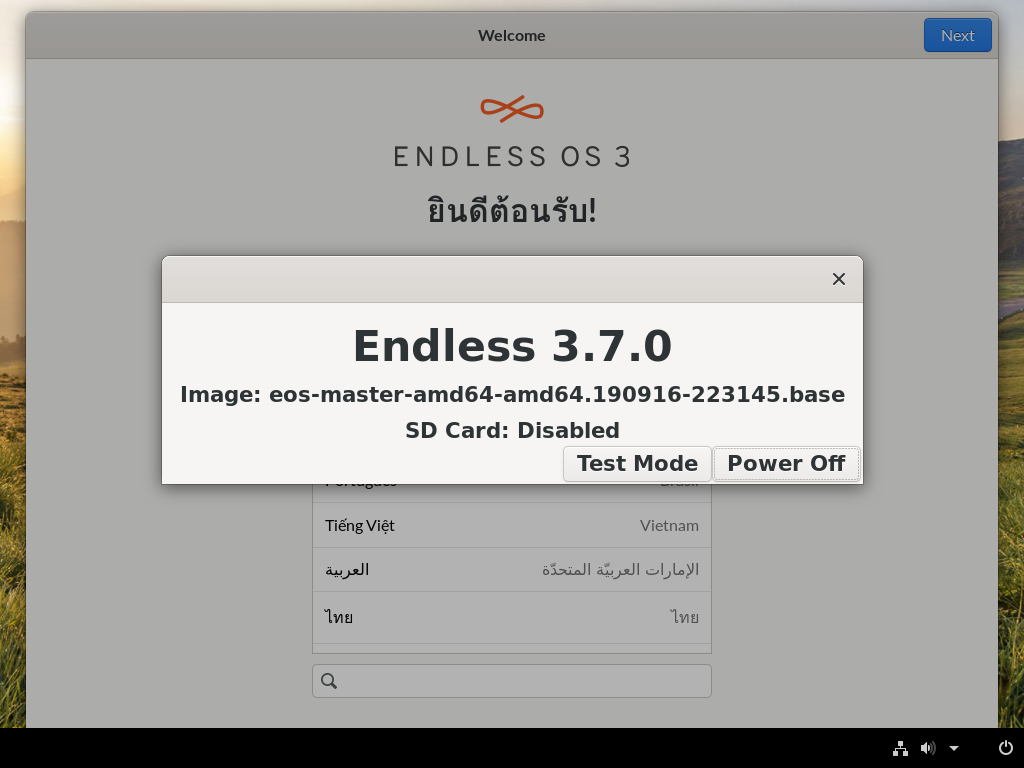 Welcome
Next
ENDLESS OS 3
ยินดีต้อนรับ!
Endless 3.7.0
Image: eos-master-amd64-amd64.190916-223145.base
SD Card: Disabled
Test Mode Power Off
Português Brasil
Tiếng Việt Vietnam
العربية الإمارات العربيّة المتحدّة
ไทย ไทย